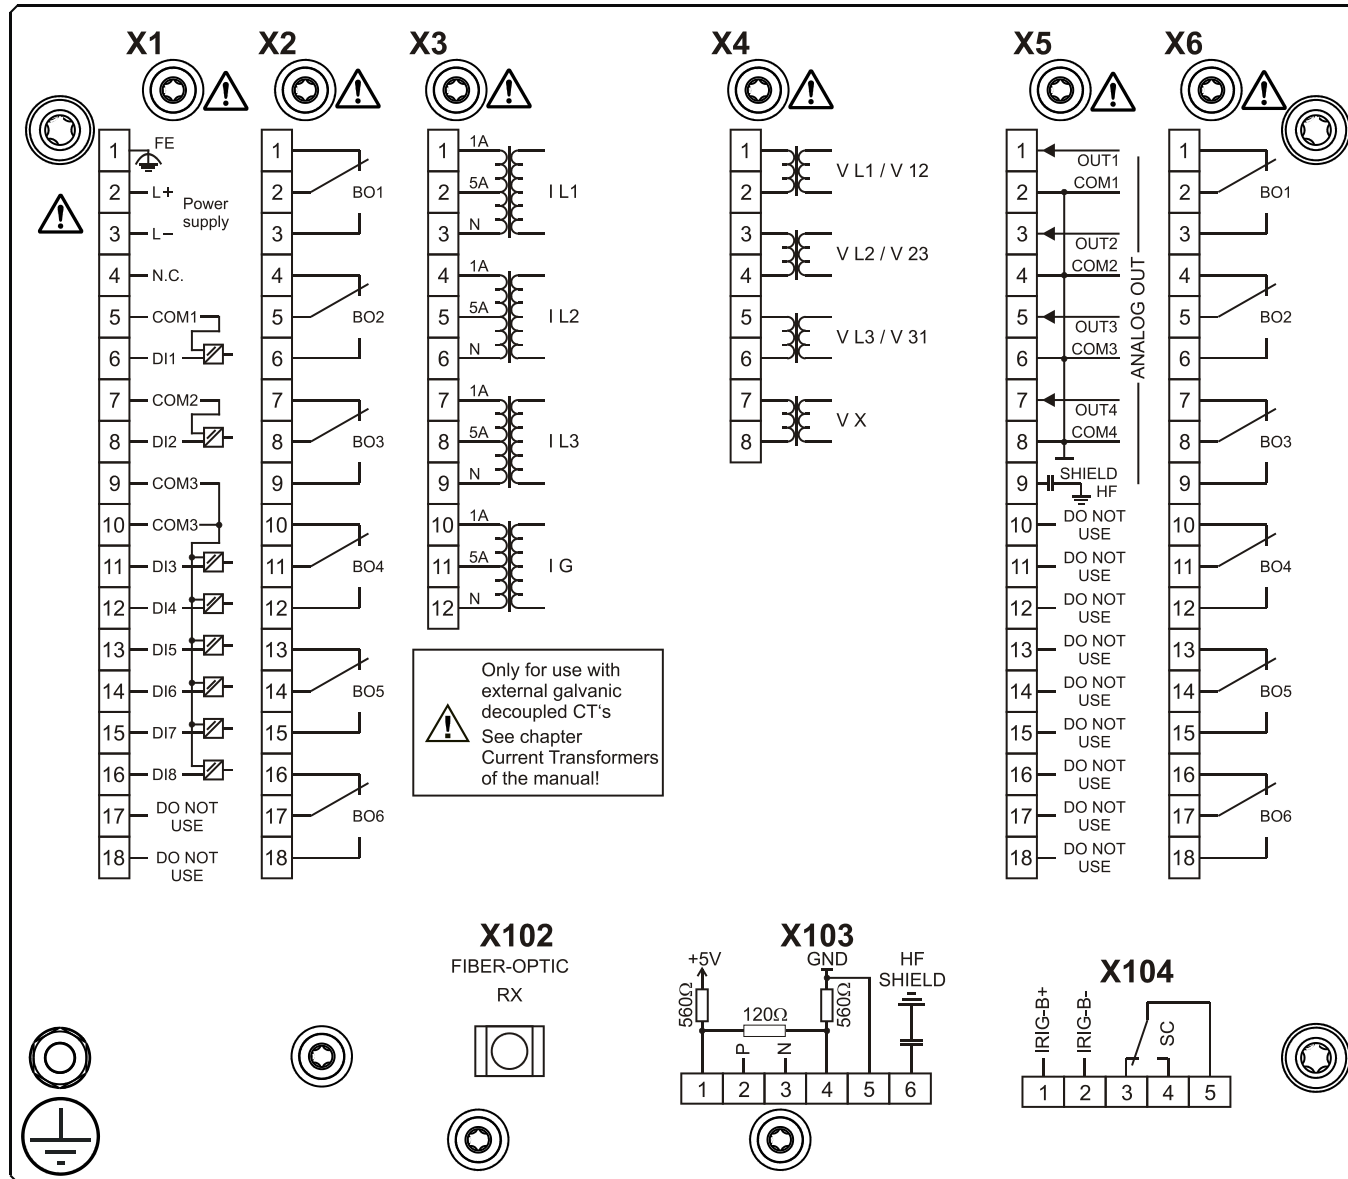 X1
1
FE
2
L+
Power
supply
3
L–
4
N.C.
5
COM1
6
DI1
7
COM2
8
DI2
9
COM3
10
COM3
11
DI3
12
DI4
13
DI5
14
DI6
15
DI7
16
DI8
17
DO NOT
USE
18
DO NOT
USE
X2
1
2
BO1
3
4
5
BO2
6
7
8
BO3
9
10
11
BO4
12
13
14
BO5
15
16
17
BO6
18
X3
1
1A
2
5A
I L1
3
N
4
1A
5
5A
I L2
6
N
7
1A
8
5A
I L3
9
N
10
1A
11
5A
I G
12
N
Only for use with
external galvanic
decoupled CT‘s
See chapter
Current Transformers
of the manual!
X4
1
V L1 / V 12
2
3
V L2 / V 23
4
5
V L3 / V 31
6
7
V X
8
X5
1
OUT1
2
COM1
3
OUT2
4
COM2
5
OUT3
6
COM3
7
OUT4
8
COM4
ANALOG OUT
9
SHIELD
HF
10
DO NOT
USE
11
DO NOT
USE
12
DO NOT
USE
13
DO NOT
USE
14
DO NOT
USE
15
DO NOT
USE
16
DO NOT
USE
17
DO NOT
USE
18
DO NOT
USE
X6
1
2
BO1
3
4
5
BO2
6
7
8
BO3
9
10
11
BO4
12
13
14
BO5
15
16
17
BO6
18
X102
FIBER-OPTIC
RX
X103
+5V
GND
HF
SHIELD
560Ω
120Ω
560Ω
P
N
1 2 3 4 5 6
X104
IRIG-B+
IRIG-B-
SC
1 2 3 4 5